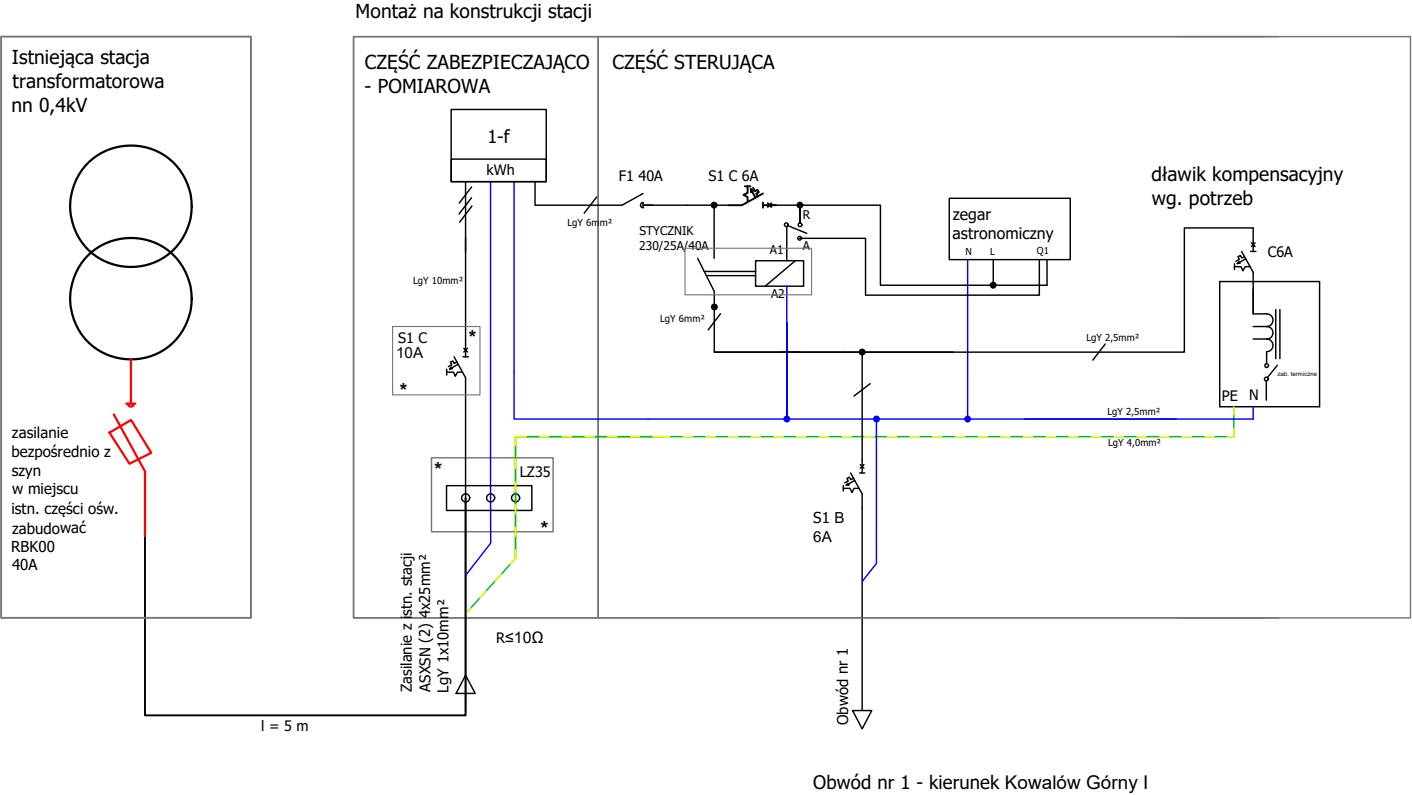 Montaż na konstrukcji stacji
Istniejąca stacja
transformatorowa
nn 0,4kV
zasilanie
bezpośrednio z
szyn
w miejscu
istn. części ośw.
zabudować
RBK00
40A
l = 5 m
CZĘŚĆ ZABEZPIECZAJĄCO
- POMIAROWA
1-f
kWh
LgY 10mm²
S1 C
10A
*
*
*
LZ35
*
Zasilanie z istn. stacji
ASXSN (2) 4x25mm²
LgY 1x10mm²
R≤10Ω
CZĘŚĆ STERUJĄCA
F1 40A
LgY 6mm²
S1 C 6A
STYCZNIK
230/25A/40A
R
A
A1
A2
LgY 6mm²
zegar
astronomiczny
N L Q1
dławik kompensacyjny
wg. potrzeb
C6A
LgY 2,5mm²
zab. termiczne
PE N
LgY 2,5mm²
LgY 4,0mm²
S1 B
6A
Obwód nr 1
Obwód nr 1 - kierunek Kowalów Górny I